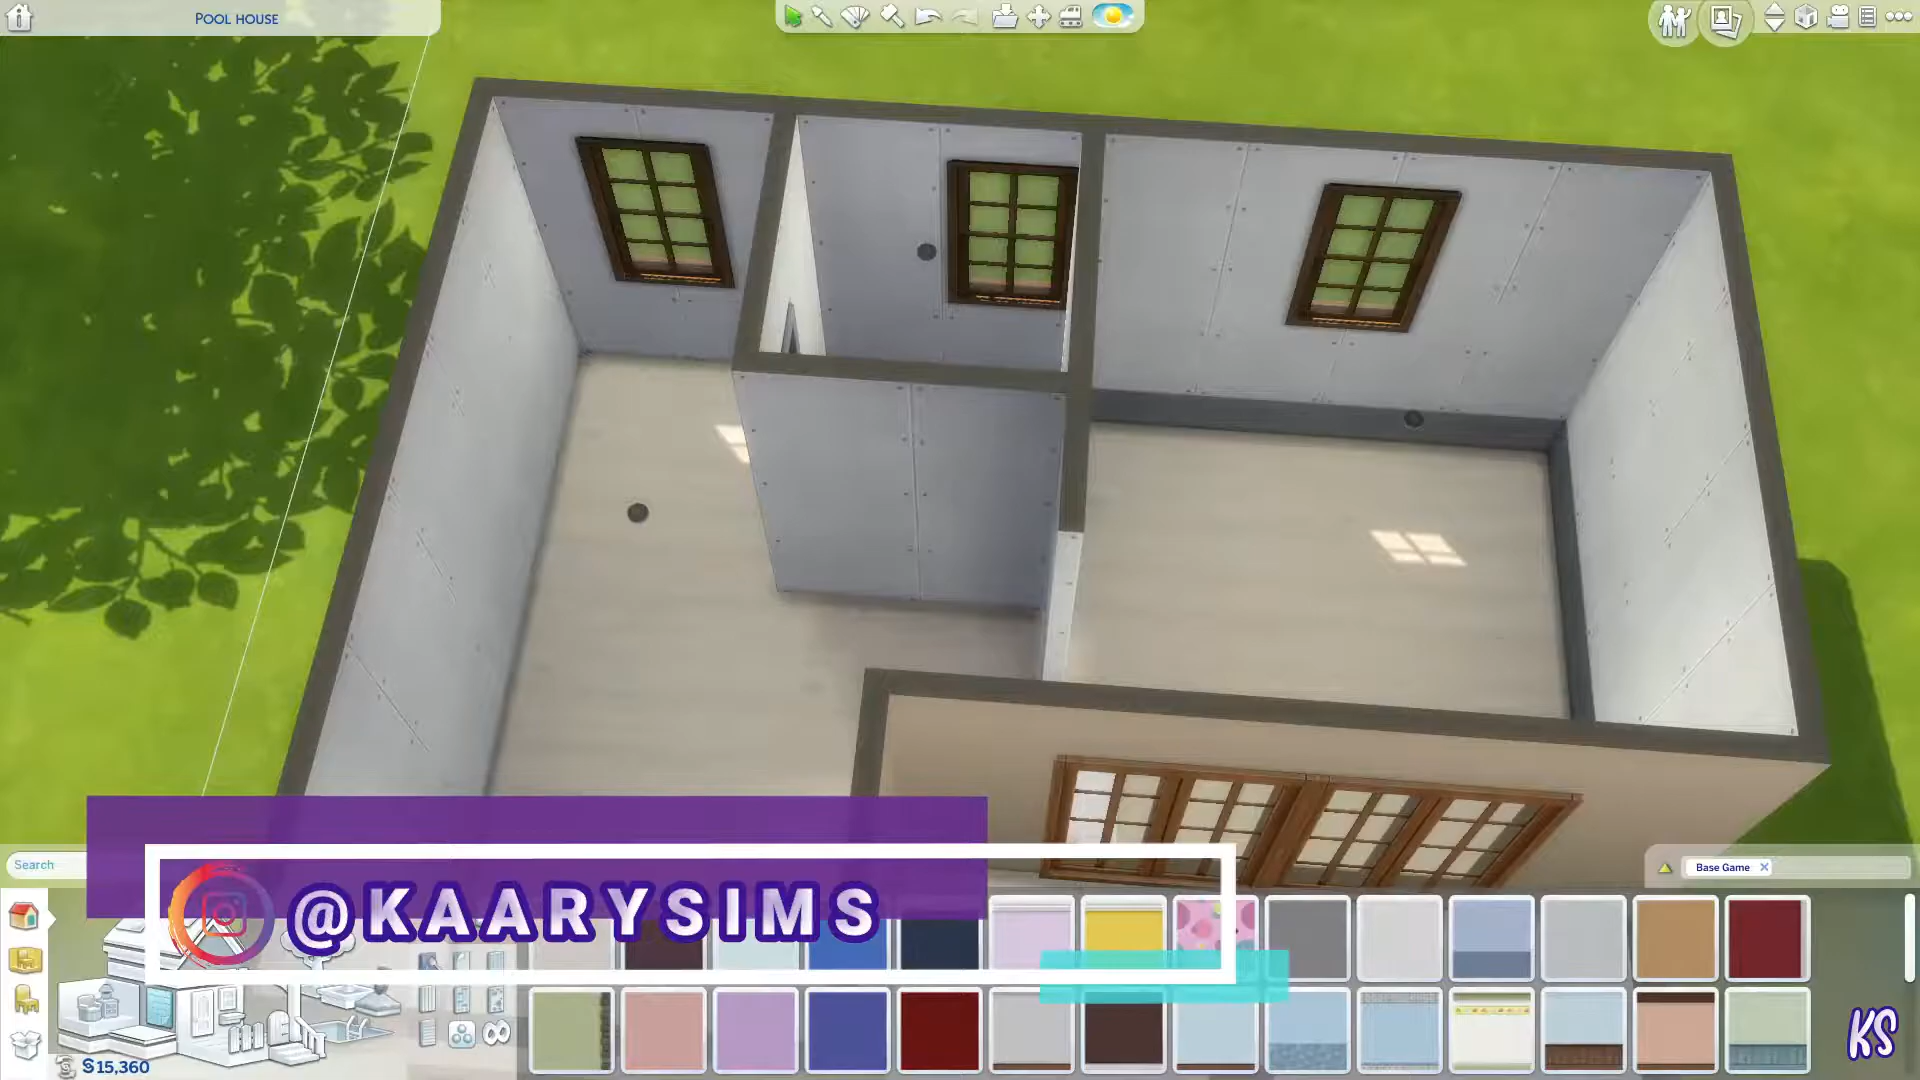 POOL HOUSE
Search
Base Game
@KAARYSIMS
§15,360
KS